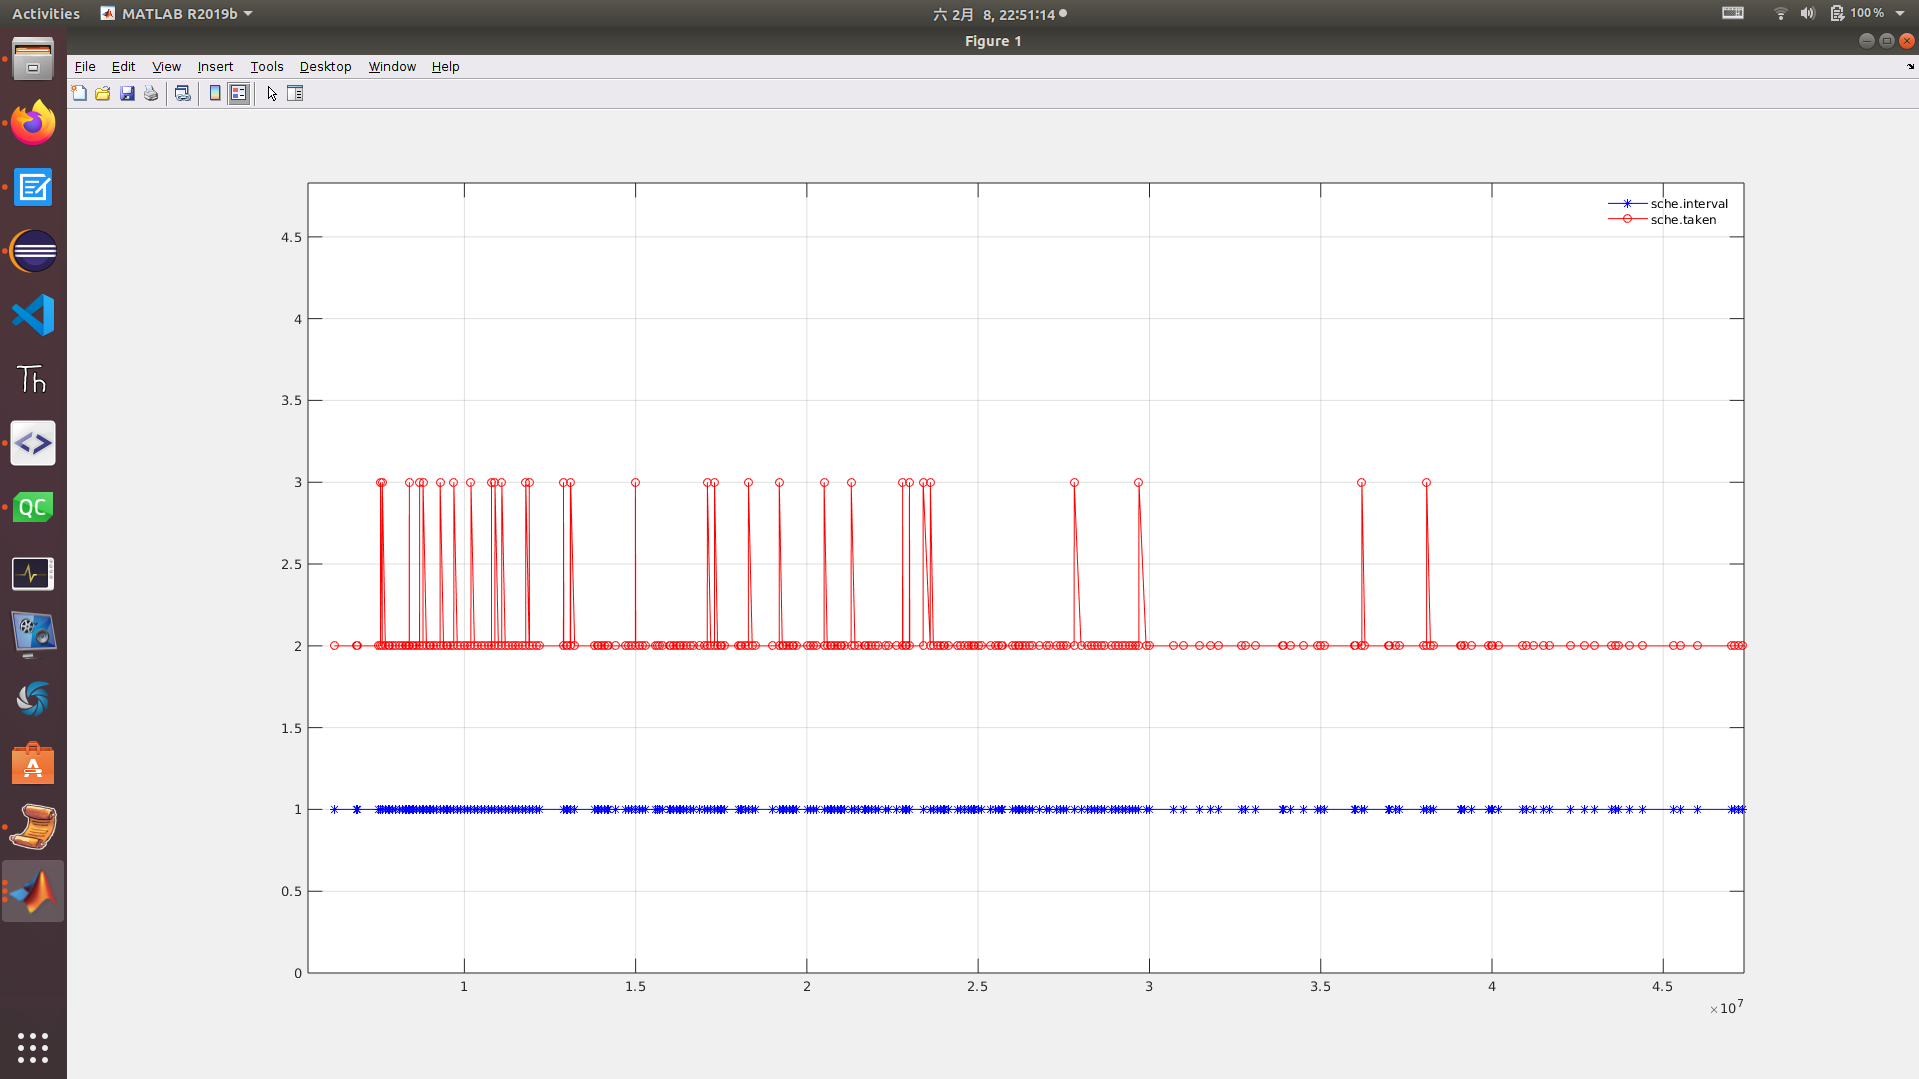 Activities MATLAB R2019b 六 2月 8, 22:51:14 100%
Figure 1
File Edit View Insert Tools Desktop Window Help
sche.interval
sche.taken
4.5
4
3.5
3
2.5
2
1.5
1
0.5
0
1 1.5 2 2.5 3 3.5 4 4.5
×10⁷
Th
QC